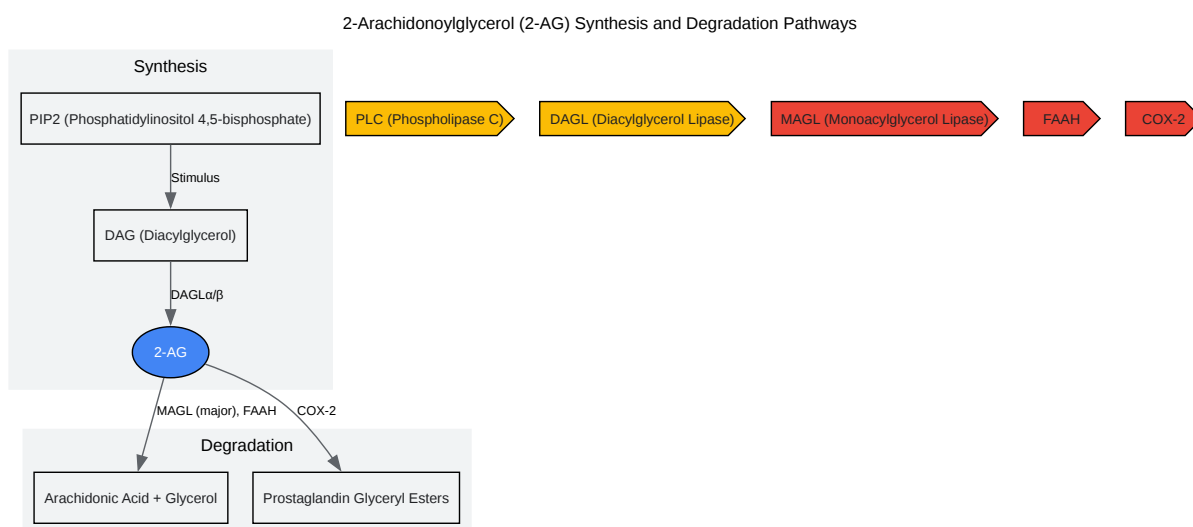 2-Arachidonoylglycerol (2-AG) Synthesis and Degradation Pathways
Synthesis
PIP2 (Phosphatidylinositol 4,5-bisphosphate)
PLC (Phospholipase C)
DAGL (Diacylglycerol Lipase)
MAGL (Monoacylglycerol Lipase)
FAAH
COX-2
Stimulus
DAG (Diacylglycerol)
DAGLα/β
2-AG
MAGL (major), FAAH
COX-2
Degradation
Arachidonic Acid + Glycerol
Prostaglandin Glyceryl Esters